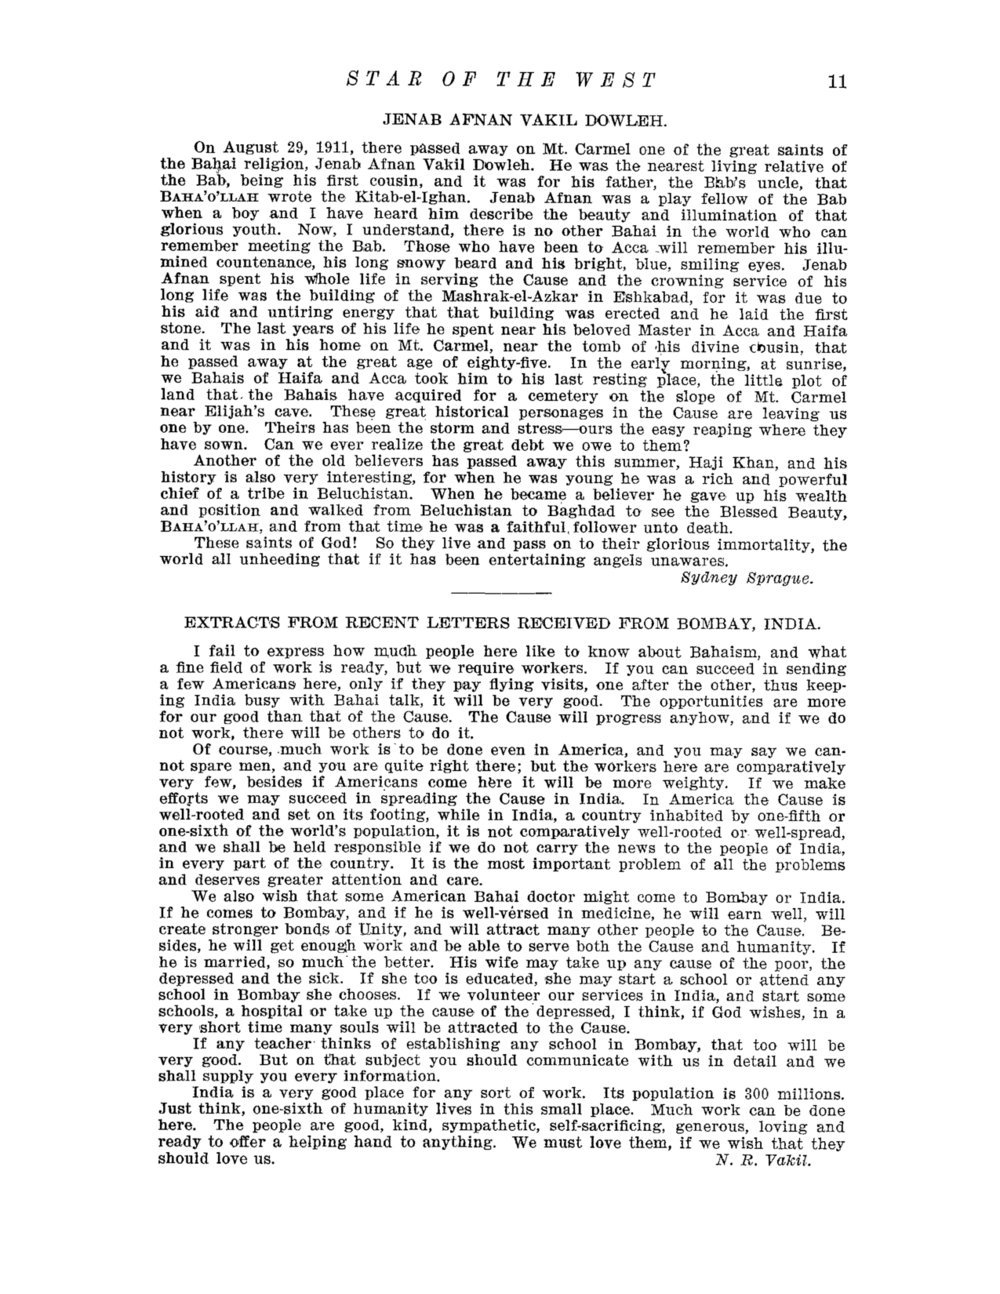 STAR OF THE WEST 11
JENAB AFNAN VAKIL DOWLEH.
On August 29, 1911, there passed away on Mt. Carmel one of the great saints of
the Bahai religion, Jenab Afnan Vakil Dowleh. He was the nearest living relative of
the Bab, being his first cousin, and it was for his father, the Bab's uncle, that
BAHA'O'LLAH wrote the Kitab-el-Ighan. Jenab Afnan was a play fellow of the Bab
when a boy and I have heard him describe the beauty and illumination of that
glorious youth. Now, I understand, there is no other Bahai in the world who can
remember meeting the Bab. Those who have been to Acca will remember his illu-
mined countenance, his long snowy beard and his bright, blue, smiling eyes. Jenab
Afnan spent his whole life in serving the Cause and the crowning service of his
long life was the building of the Mashrak-el-Azkar in Eshkabad, for it was due to
his aid and untiring energy that that building was erected and he laid the first
stone. The last years of his life he spent near his beloved Master in Acca and Haifa
and it was in his home on Mt. Carmel, near the tomb of his divine cousin, that
he passed away at the great age of eighty-five. In the early morning, at sunrise,
we Bahais of Haifa and Acca took him to his last resting place, the little plot of
land that the Bahais have acquired for a cemetery on the slope of Mt. Carmel
near Elijah's cave. These great historical personages in the Cause are leaving us
one by one. Theirs has been the storm and stress—ours the easy reaping where they
have sown. Can we ever realize the great debt we owe to them?
Another of the old believers has passed away this summer, Haji Khan, and his
history is also very interesting, for when he was young he was a rich and powerful
chief of a tribe in Beluchistan. When he became a believer he gave up his wealth
and position and walked from Beluchistan to Baghdad to see the Blessed Beauty,
BAHA'O'LLAH, and from that time he was a faithful follower unto death.
These saints of God! So they live and pass on to their glorious immortality, the
world all unheeding that if it has been entertaining angels unawares.
Sydney Sprague.
EXTRACTS FROM RECENT LETTERS RECEIVED FROM BOMBAY, INDIA.
I fail to express how much people here like to know about Bahaism, and what
a fine field of work is ready, but we require workers. If you can succeed in sending
a few Americans here, only if they pay flying visits, one after the other, thus keep-
ing India busy with Bahai talk, it will be very good. The opportunities are more
for our good than that of the Cause. The Cause will progress anyhow, and if we do
not work, there will be others to do it.
Of course, much work is to be done even in America, and you may say we can-
not spare men, and you are quite right there; but the workers here are comparatively
very few, besides if Americans come here it will be more weighty. If we make
efforts we may succeed in spreading the Cause in India. In America the Cause is
well-rooted and set on its footing, while in India, a country inhabited by one-fifth or
one-sixth of the world's population, it is not comparatively well-rooted or well-spread,
and we shall be held responsible if we do not carry the news to the people of India,
in every part of the country. It is the most important problem of all the problems
and deserves greater attention and care.
We also wish that some American Bahai doctor might come to Bombay or India.
If he comes to Bombay, and if he is well-versed in medicine, he will earn well, will
create stronger bonds of Unity, and will attract many other people to the Cause. Be-
sides, he will get enough work and be able to serve both the Cause and humanity. If
he is married, so much the better. His wife may take up any cause of the poor, the
depressed and the sick. If she too is educated, she may start a school or attend any
school in Bombay she chooses. If we volunteer our services in India, and start some
schools, a hospital or take up the cause of the depressed, I think, if God wishes, in a
very short time many souls will be attracted to the Cause.
If any teacher thinks of establishing any school in Bombay, that too will be
very good. But on that subject you should communicate with us in detail and we
shall supply you every information.
India is a very good place for any sort of work. Its population is 300 millions.
Just think, one-sixth of humanity lives in this small place. Much work can be done
here. The people are good, kind, sympathetic, self-sacrificing, generous, loving and
ready to offer a helping hand to anything. We must love them, if we wish that they
should love us. N. R. Vakil.